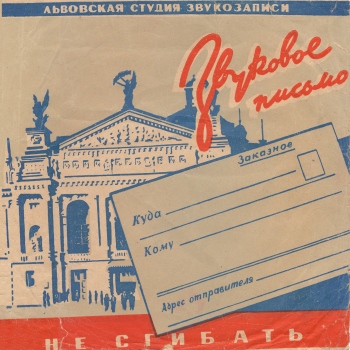 ЛЬВОВСКАЯ СТУДИЯ ЗВУКОЗАПИСИ
Звуковое
письмо
Заказное
Куда
Кому
Адрес отправителя
НЕ СГИБАТЬ